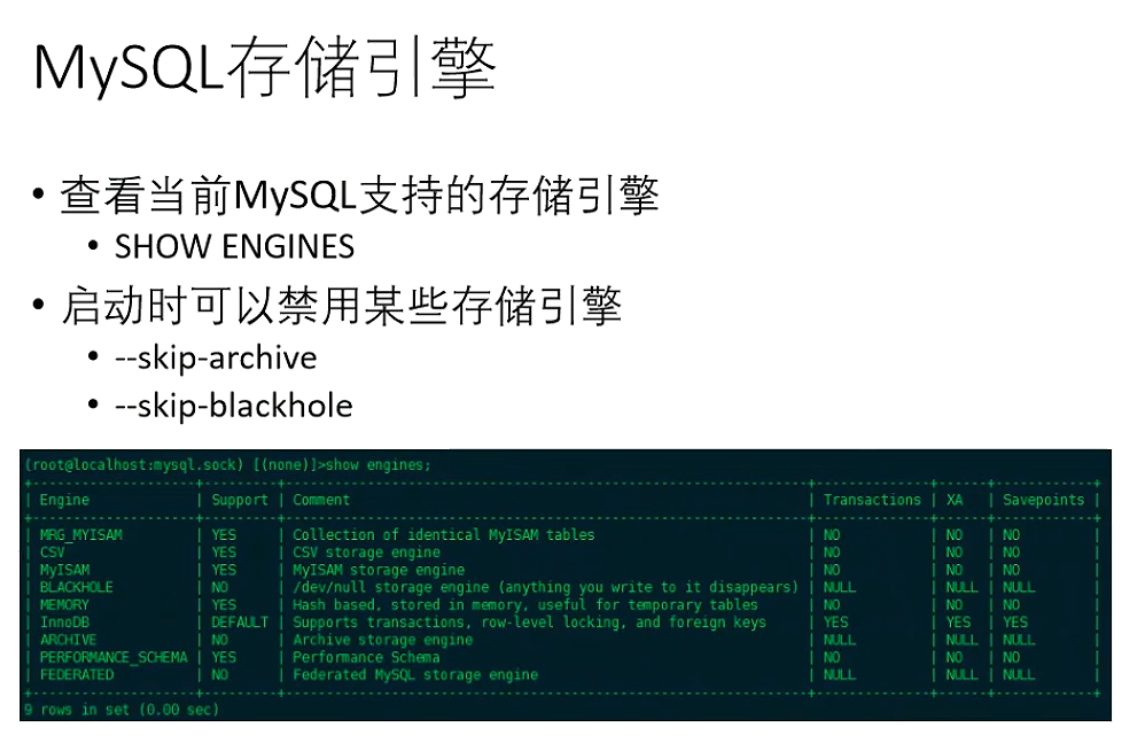 MySQL存储引擎
• 查看当前MySQL支持的存储引擎
• SHOW ENGINES
• 启动时可以禁用某些存储引擎
• --skip-archive
• --skip-blackhole
(root@localhost:mysql.sock) [(none)]>show engines;
| Engine | Support | Comment | Transactions | XA | Savepoints |
| MRG_MYISAM | YES | Collection of identical MyISAM tables | NO | NO | NO |
| CSV | YES | CSV storage engine | NO | NO | NO |
| MyISAM | YES | MyISAM storage engine | NO | NO | NO |
| BLACKHOLE | NO | /dev/null storage engine (anything you write to it disappears) | NULL | NULL | NULL |
| MEMORY | YES | Hash based, stored in memory, useful for temporary tables | NO | NO | NO |
| InnoDB | DEFAULT | Supports transactions, row-level locking, and foreign keys | YES | YES | YES |
| ARCHIVE | NO | Archive storage engine | NULL | NULL | NULL |
| PERFORMANCE_SCHEMA | YES | Performance Schema | NO | NO | NO |
| FEDERATED | NO | Federated MySQL storage engine | NULL | NULL | NULL |
9 rows in set (0.00 sec)